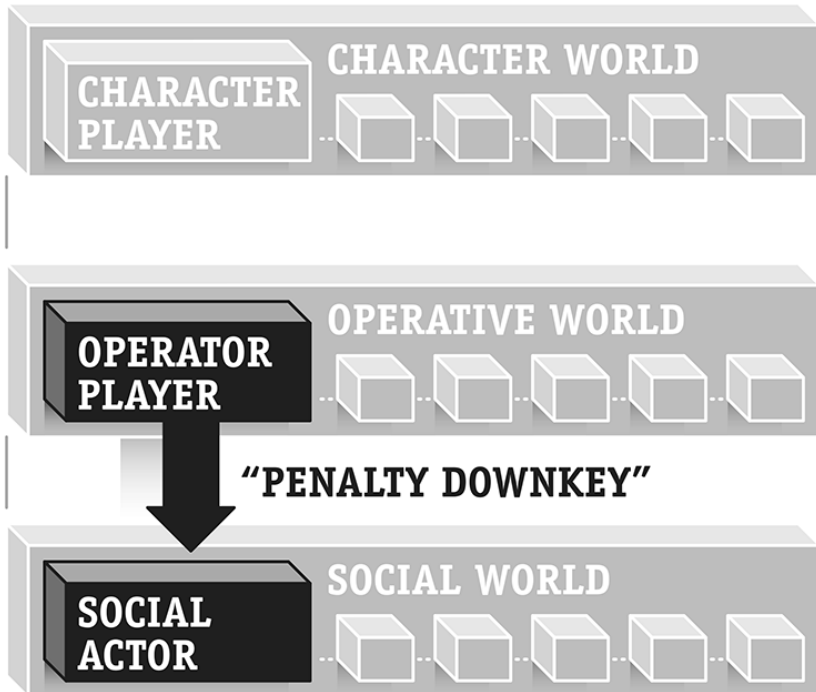 CHARACTER WORLD
CHARACTER
PLAYER
OPERATIVE WORLD
OPERATOR
PLAYER
“PENALTY DOWNKEY”
SOCIAL WORLD
SOCIAL
ACTOR